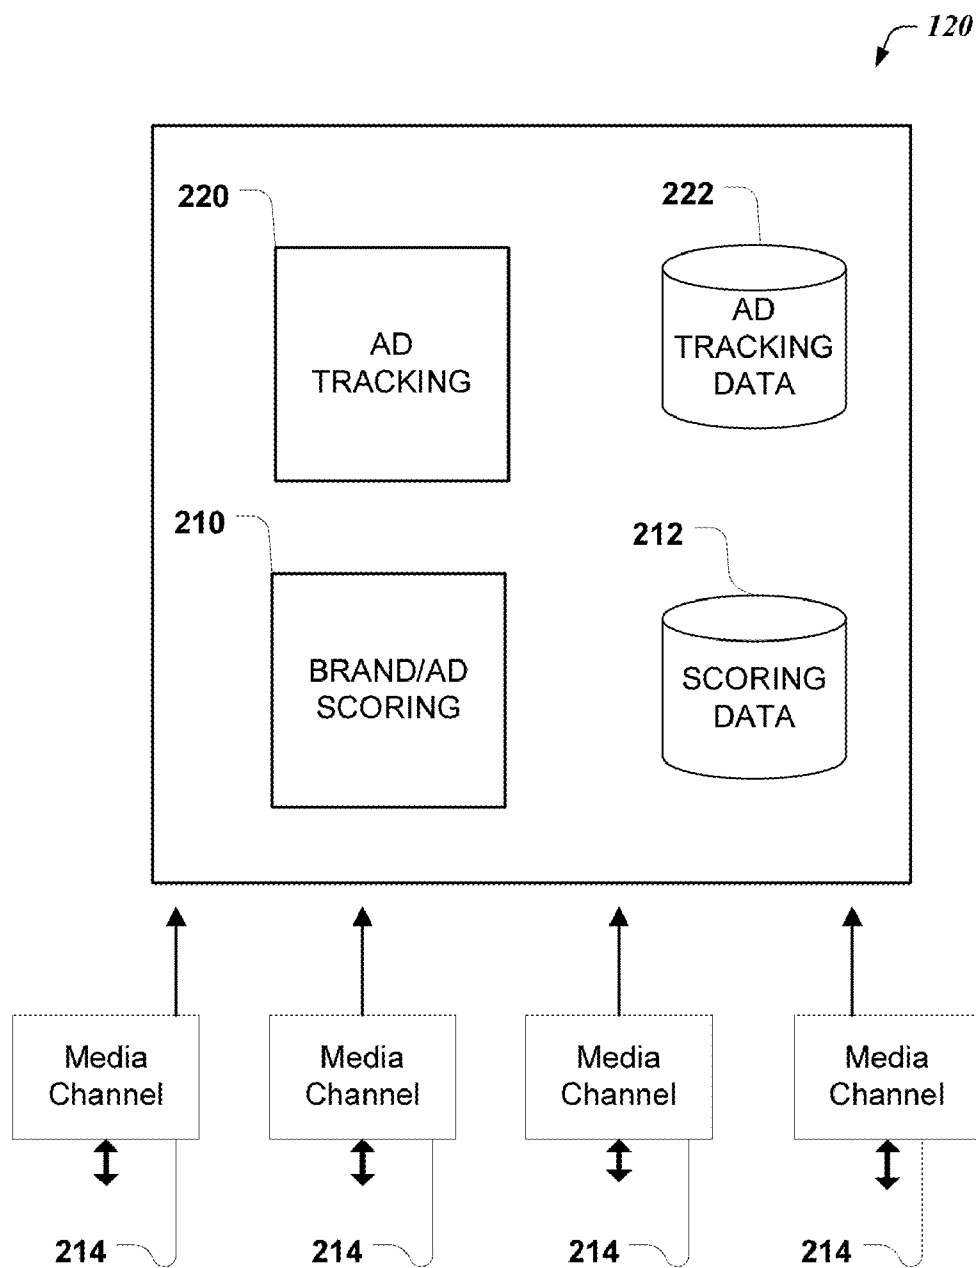 120
220
222
AD
TRACKING
AD
TRACKING
DATA
210
212
BRAND/AD
SCORING
SCORING
DATA
Media
Channel
Media
Channel
Media
Channel
Media
Channel
214
214
214
214